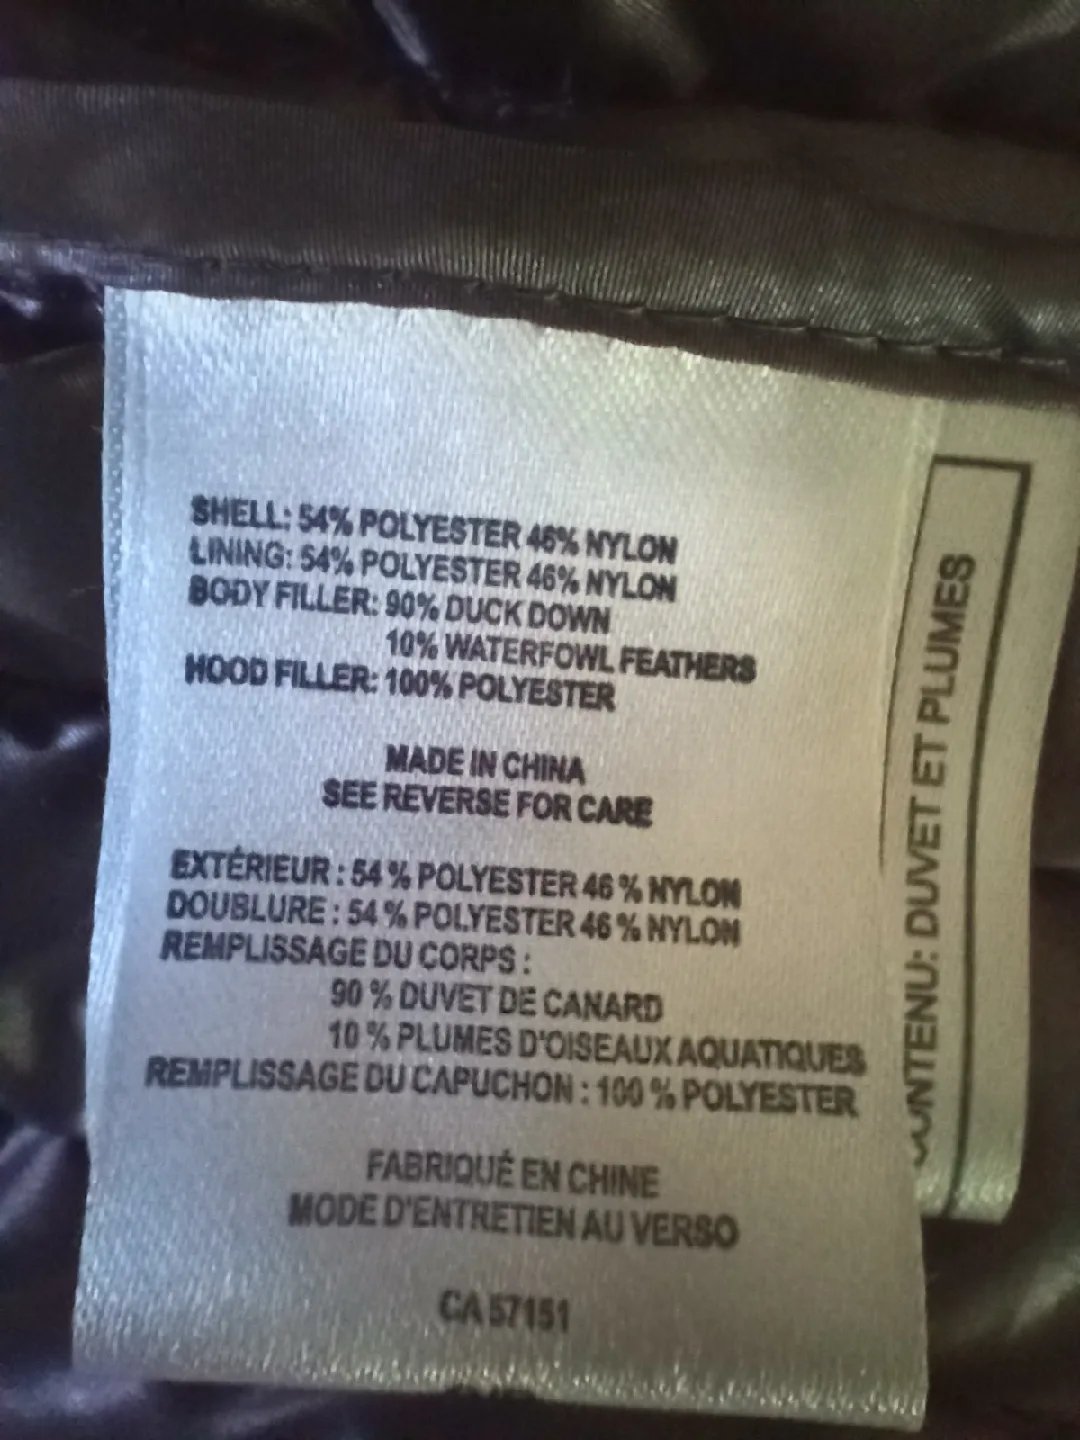 SHELL: 54% POLYESTER 46% NYLON
LINING: 54% POLYESTER 46% NYLON
BODY FILLER: 90% DUCK DOWN
10% WATERFOWL FEATHERS
HOOD FILLER: 100% POLYESTER
MADE IN CHINA
SEE REVERSE FOR CARE
EXTÉRIEUR : 54 % POLYESTER 46 % NYLON
DOUBLURE : 54 % POLYESTER 46 % NYLON
REMPLISSAGE DU CORPS :
90 % DUVET DE CANARD
10 % PLUMES D'OISEAUX AQUATIQUES
REMPLISSAGE DU CAPUCHON : 100 % POLYESTER
FABRIQUÉ EN CHINE
MODE D'ENTRETIEN AU VERSO
CA 57151
CONTENU: DUVET ET PLUMES